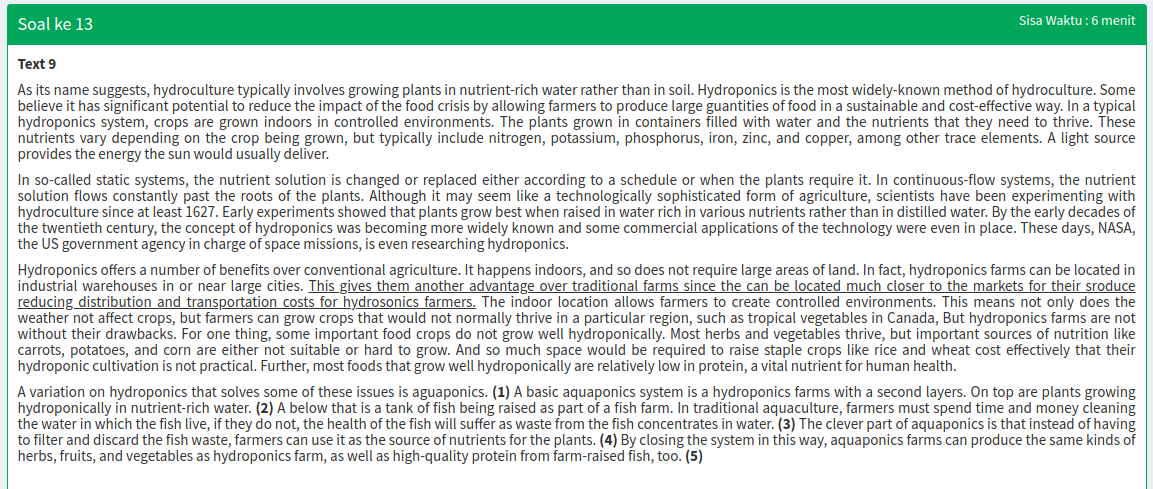 Soal ke 13
Sisa Waktu : 6 menit
Text 9
As its name suggests, hydroculture typically involves growing plants in nutrient-rich water rather than in soil. Hydroponics is the most widely-known method of hydroculture. Some
believe it has significant potential to reduce the impact of the food crisis by allowing farmers to produce large quantities of food in a sustainable and cost-effective way. In a typical
hydroponics system, crops are grown indoors in controlled environments. The plants grown in containers filled with water and the nutrients that they need to thrive. These
nutrients vary depending on the crop being grown, but typically include nitrogen, potassium, phosphorus, iron, zinc, and copper, among other trace elements. A light source
provides the energy the sun would usually deliver.
In so-called static systems, the nutrient solution is changed or replaced either according to a schedule or when the plants require it. In continuous-flow systems, the nutrient
solution flows constantly past the roots of the plants. Although it may seem like a technologically sophisticated form of agriculture, scientists have been experimenting with
hydroculture since at least 1627. Early experiments showed that plants grow best when raised in water rich in various nutrients rather than in distilled water. By the early decades of
the twentieth century, the concept of hydroponics was becoming more widely known and some commercial applications of the technology were even in place. These days, NASA,
the US government agency in charge of space missions, is even researching hydroponics.
Hydroponics offers a number of benefits over conventional agriculture. It happens indoors, and so does not require large areas of land. In fact, hydroponics farms can be located in
industrial warehouses in or near large cities. This gives them another advantage over traditional farms since the can be located much closer to the markets for their sroduce
reducing distribution and transportation costs for hydrosonics farmers. The indoor location allows farmers to create controlled environments. This means not only does the
weather not affect crops, but farmers can grow crops that would not normally thrive in a particular region, such as tropical vegetables in Canada, But hydroponics farms are not
without their drawbacks. For one thing, some important food crops do not grow well hydroponically. Most herbs and vegetables thrive, but important sources of nutrition like
carrots, potatoes, and corn are either not suitable or hard to grow. And so much space would be required to raise staple crops like rice and wheat cost effectively that their
hydroponic cultivation is not practical. Further, most foods that grow well hydroponically are relatively low in protein, a vital nutrient for human health.
A variation on hydroponics that solves some of these issues is aguaponics. (1) A basic aquaponics system is a hydroponics farms with a second layers. On top are plants growing
hydroponically in nutrient-rich water. (2) A below that is a tank of fish being raised as part of a fish farm. In traditional aquaculture, farmers must spend time and money cleaning
the water in which the fish live, if they do not, the health of the fish will suffer as waste from the fish concentrates in water. (3) The clever part of aquaponics is that instead of having
to filter and discard the fish waste, farmers can use it as the source of nutrients for the plants. (4) By closing the system in this way, aquaponics farms can produce the same kinds of
herbs, fruits, and vegetables as hydroponics farm, as well as high-quality protein from farm-raised fish, too. (5)